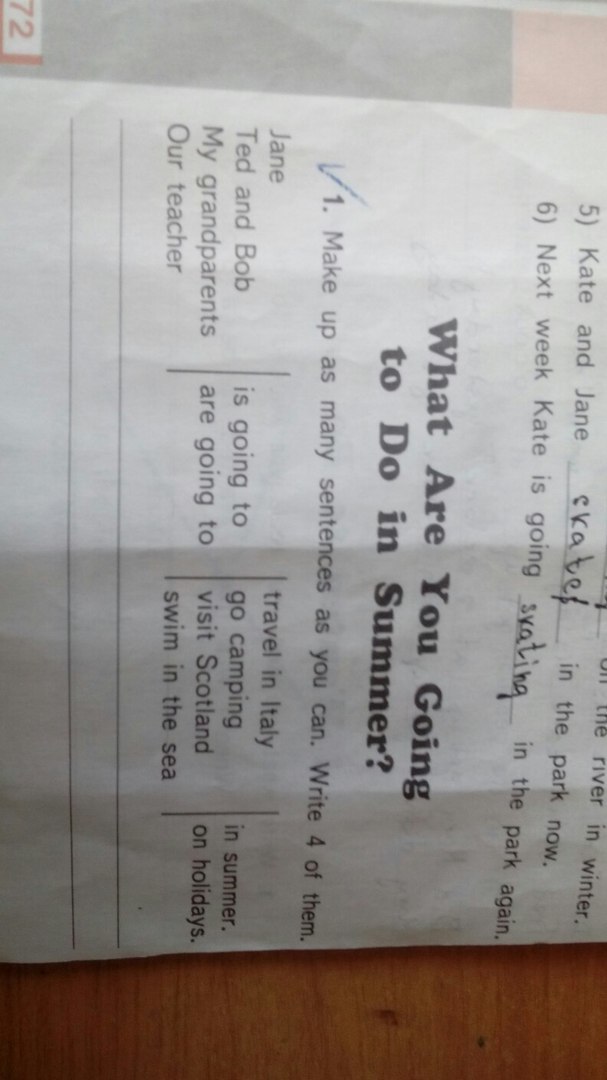 on the river in winter.
5) Kate and Jane skates in the park now.
6) Next week Kate is going svating in the park again.
What Are You Going
to Do in Summer?
1. Make up as many sentences as you can. Write 4 of them.
Jane travel in Italy
Ted and Bob is going to go camping in summer.
My grandparents are going to visit Scotland on holidays.
Our teacher swim in the sea
72